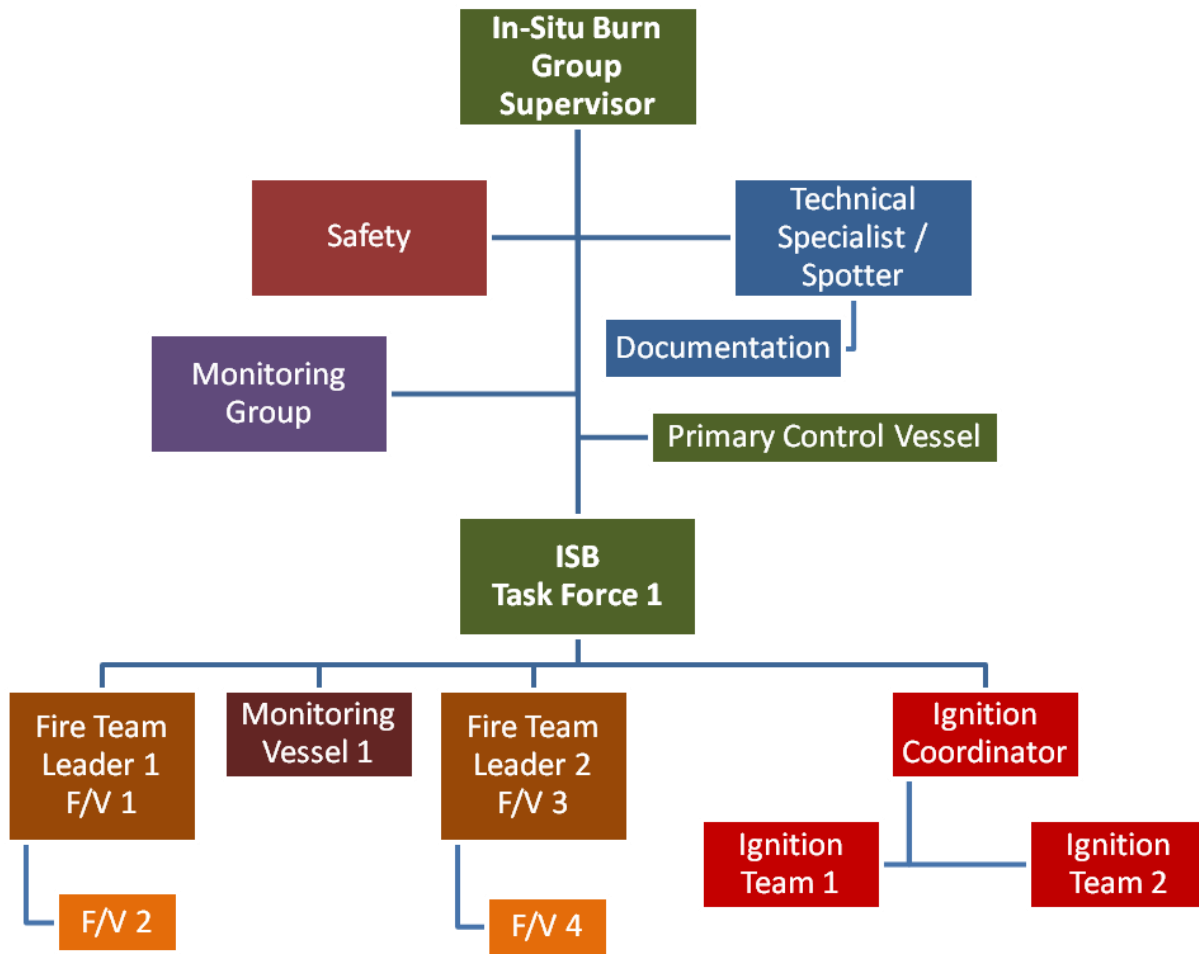 In-Situ Burn
Group
Supervisor
Safety
Technical
Specialist /
Spotter
Documentation
Monitoring
Group
Primary Control Vessel
ISB
Task Force 1
Fire Team
Leader 1
F/V 1
Monitoring
Vessel 1
Fire Team
Leader 2
F/V 3
Ignition
Coordinator
Ignition
Team 1
Ignition
Team 2
F/V 2
F/V 4